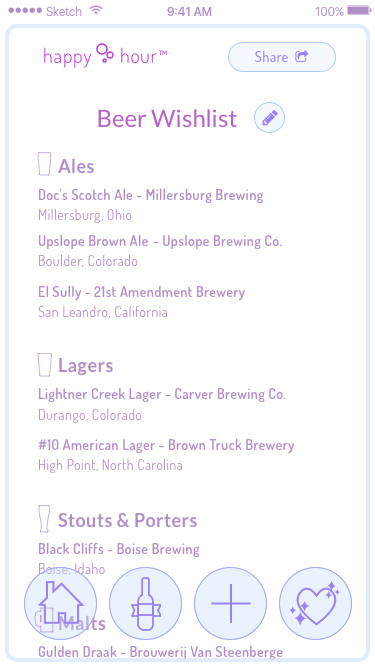 Sketch
9:41 AM
100%
happy hour™
Share
Beer Wishlist
Ales
Doc's Scotch Ale - Millersburg Brewing
Millersburg, Ohio
Upslope Brown Ale - Upslope Brewing Co.
Boulder, Colorado
El Sully - 21st Amendment Brewery
San Leandro, California
Lagers
Lightner Creek Lager - Carver Brewing Co.
Durango, Colorado
#10 American Lager - Brown Truck Brewery
High Point, North Carolina
Stouts & Porters
Black Cliffs - Boise Brewing
Boise, Idaho
Malts
Gulden Draak - Brouwerij Van Steenberge